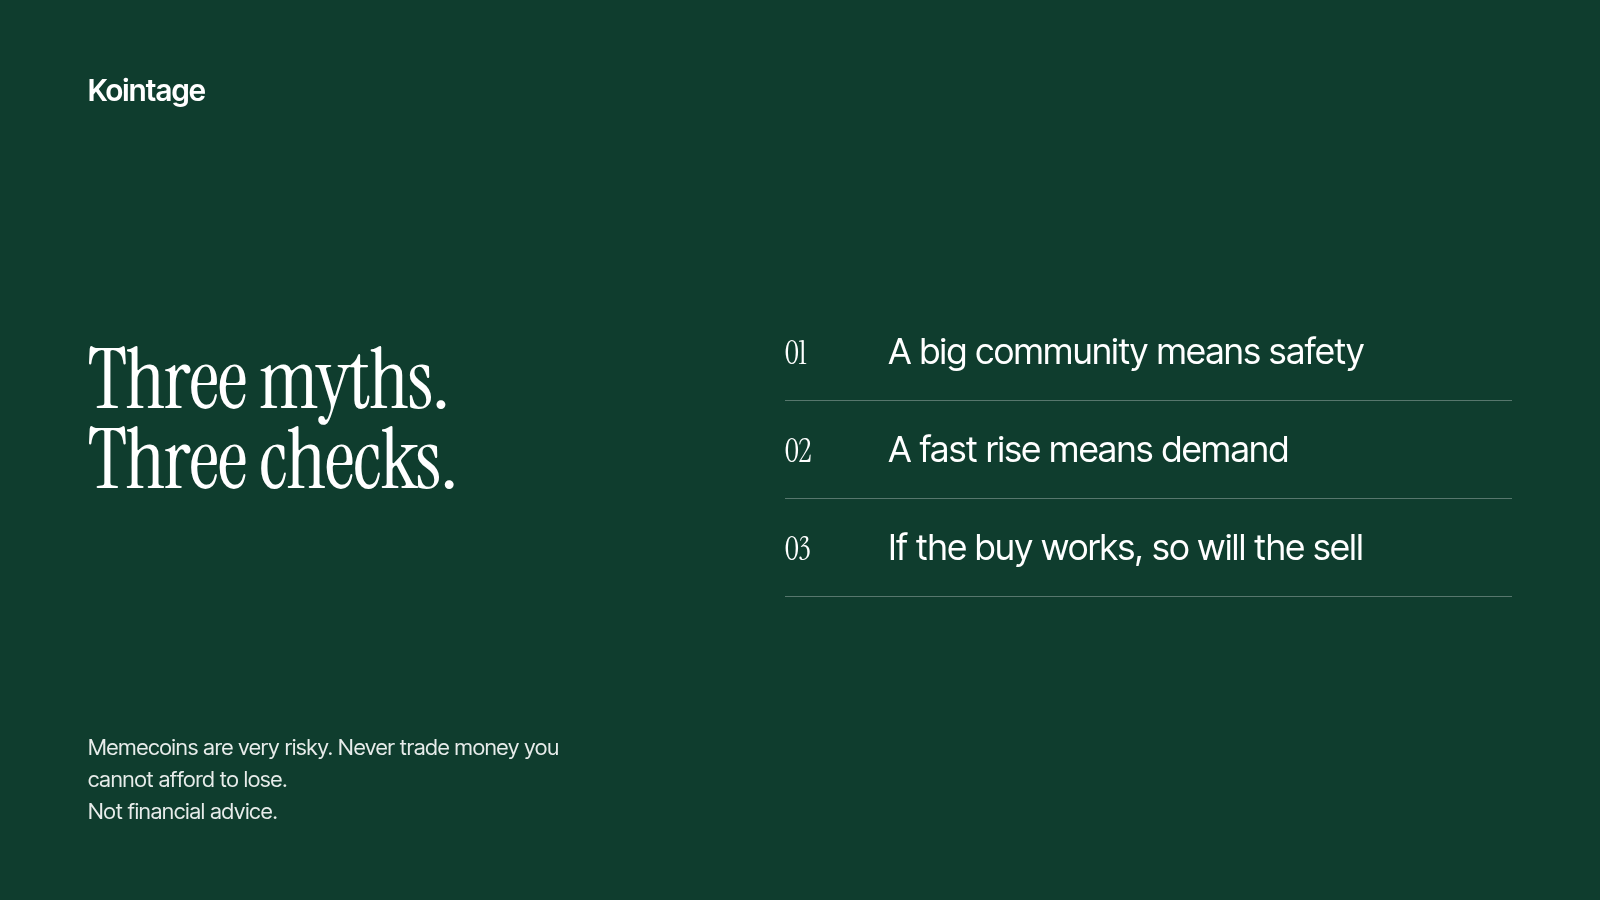 Kointage
Three myths.
Three checks.
01 A big community means safety
02 A fast rise means demand
03 If the buy works, so will the sell
Memecoins are very risky. Never trade money you
cannot afford to lose.
Not financial advice.